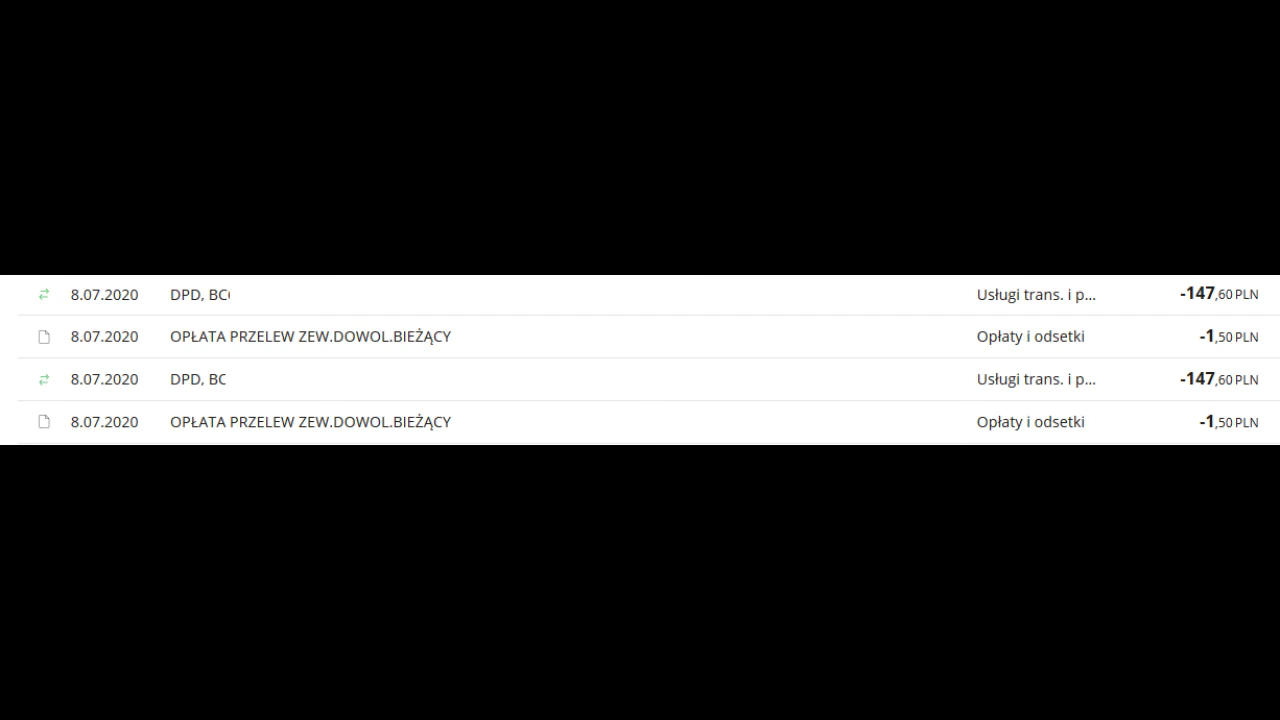 8.07.2020 DPD, BC Usługi trans. i p... -147,60 PLN
8.07.2020 OPŁATA PRZELEW ZEW.DOWOL.BIEŻĄCY Opłaty i odsetki -1,50 PLN
8.07.2020 DPD, BC Usługi trans. i p... -147,60 PLN
8.07.2020 OPŁATA PRZELEW ZEW.DOWOL.BIEŻĄCY Opłaty i odsetki -1,50 PLN